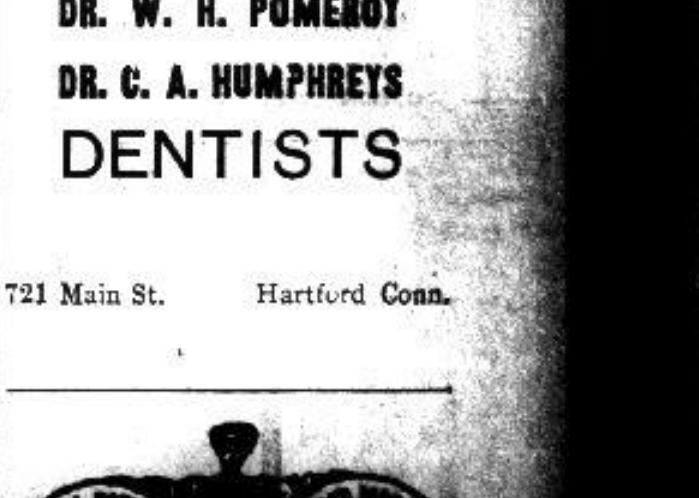 DR. W. H. POMEROY
DR. C. A. HUMPHREYS
DENTISTS
721 Main St. Hartford Conn.